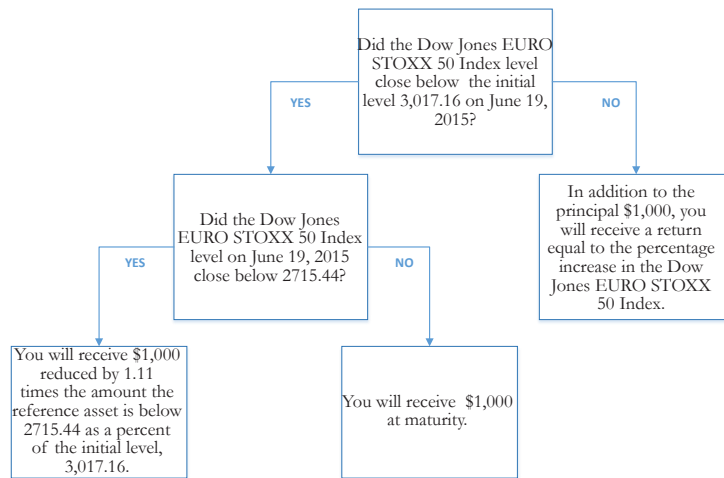 Did the Dow Jones EURO
STOXX 50 Index level
close below the initial
level 3,017.16 on June 19,
2015?
YES
NO
Did the Dow Jones
EURO STOXX 50 Index
level on June 19, 2015
close below 2715.44?
In addition to the
principal $1,000, you
will receive a return
equal to the percentage
increase in the Dow
Jones EURO STOXX
50 Index.
YES
NO
You will receive $1,000
reduced by 1.11
times the amount the
reference asset is below
2715.44 as a percent
of the initial level,
3,017.16.
You will receive $1,000
at maturity.